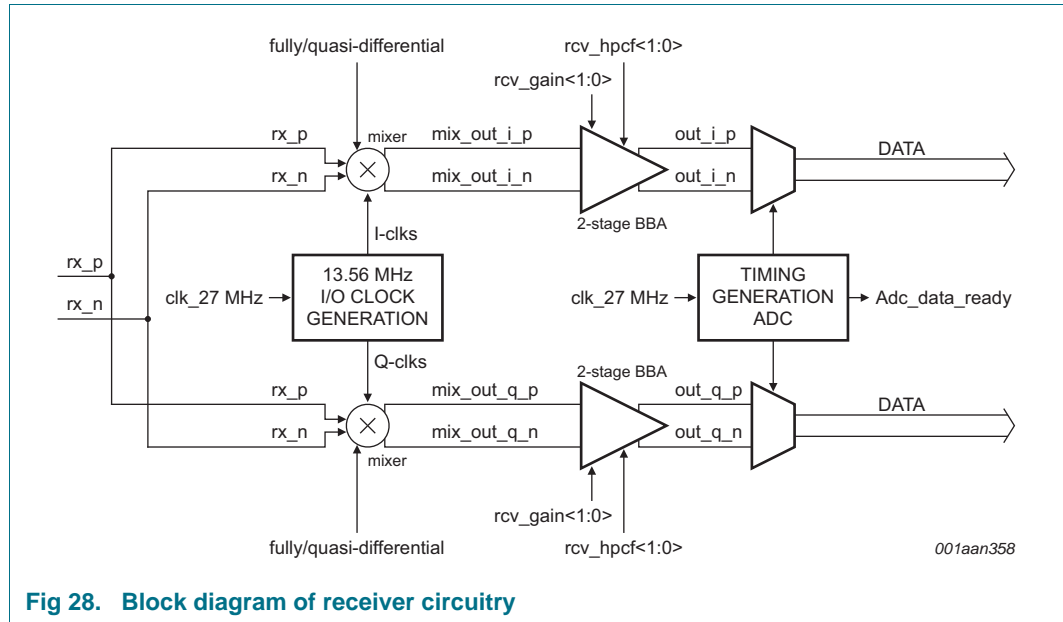 fully/quasi-differential
rcv_hpcf<1:0>
rcv_gain<1:0>
rx_p
mixer
mix_out_i_p
out_i_p
DATA
rx_n
mix_out_i_n
out_i_n
2-stage BBA
I-clks
rx_p
clk_27 MHz
13.56 MHz
I/O CLOCK
GENERATION
clk_27 MHz
TIMING
GENERATION
ADC
Adc_data_ready
rx_n
Q-clks
2-stage BBA
rx_p
mix_out_q_p
out_q_p
DATA
rx_n
mix_out_q_n
out_q_n
mixer
rcv_gain<1:0>
fully/quasi-differential
rcv_hpcf<1:0>
001aan358
Fig 28. Block diagram of receiver circuitry